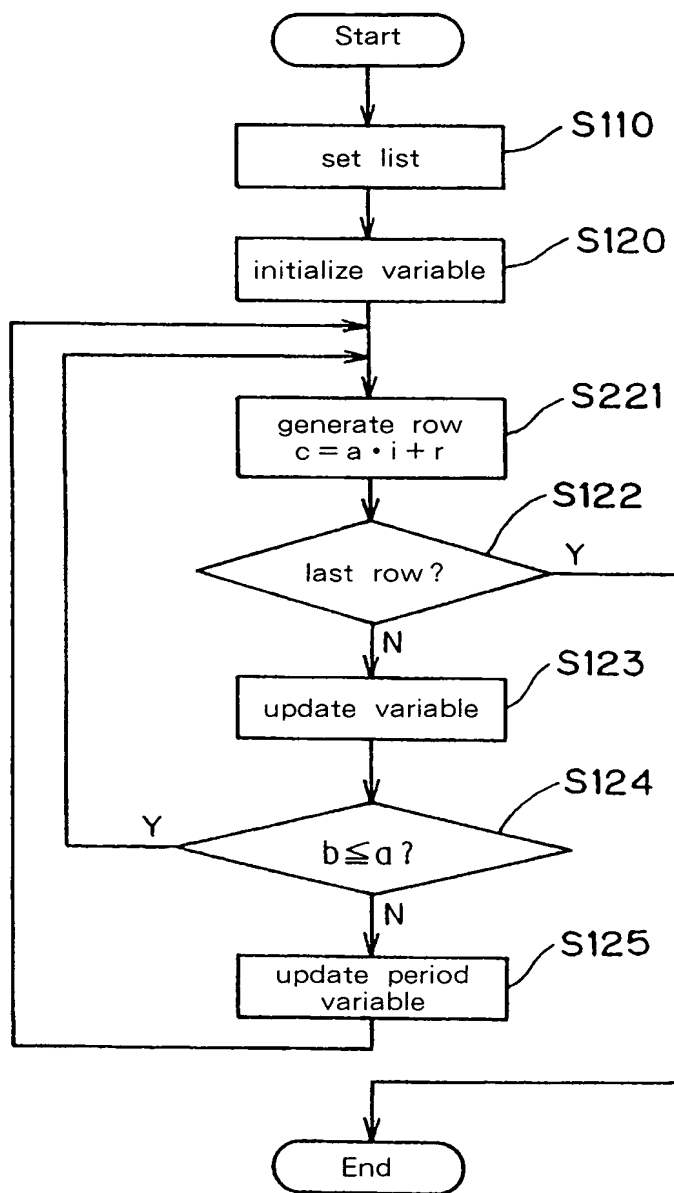 Start
S110
set list
S120
initialize variable
S221
generate row
c = a · i + r
S122
last row ?
Y
N
S123
update variable
S124
Y
b ≦ a ?
N
S125
update period
variable
End